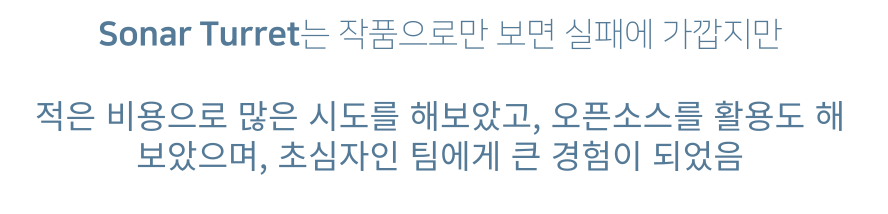 Sonar Turret는 작품으로만 보면 실패에 가깝지만
적은 비용으로 많은 시도를 해보았고, 오픈소스를 활용도 해
보았으며, 초심자인 팀에게 큰 경험이 되었음